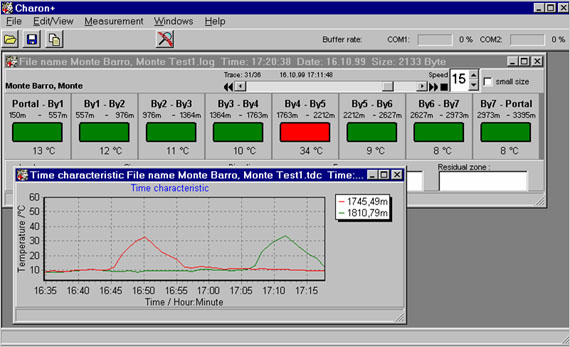 Charon+
File Edit/View Measurement Windows Help
Buffer rate: COM1: 0 % COM2: 0 %
File name Monte Barro, Monte Test1.log Time: 17:20:38 Date: 16.10.99 Size: 2133 Byte
Trace: 31/36 16.10.99 17:11:48 Speed
Monte Barro, Monte 15 small size
Portal - By1 By1 - By2 By2 - By3 By3 - By4 By4 - By5 By5 - By6 By6 - By7 By7 - Portal
150m - 557m 557m - 976m 976m - 1364m 1364m - 1763m 1763m - 2212m 2212m - 2627m 2627m - 2973m 2973m - 3395m
13 °C 12 °C 11 °C 10 °C 34 °C 9 °C 8 °C 8 °C
Residual zone :
Time characteristic File name Monte Barro, Monte Test1.tdc Time:...
Time characteristic
Temperature /°C
60
50
40
30
20
10
1745,49m
1810,79m
16:35 16:40 16:45 16:50 16:55 17:00 17:05 17:10 17:15
Time / Hour:Minute